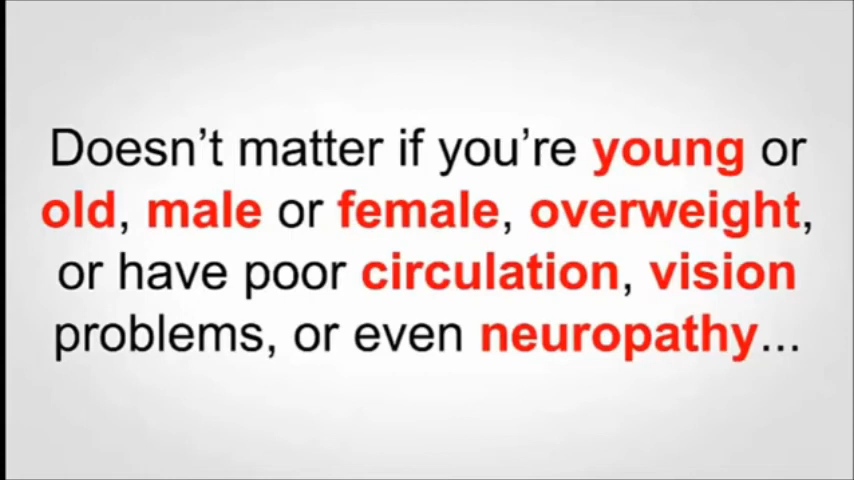 Doesn’t matter if you’re young or
old, male or female, overweight,
or have poor circulation, vision
problems, or even neuropathy...